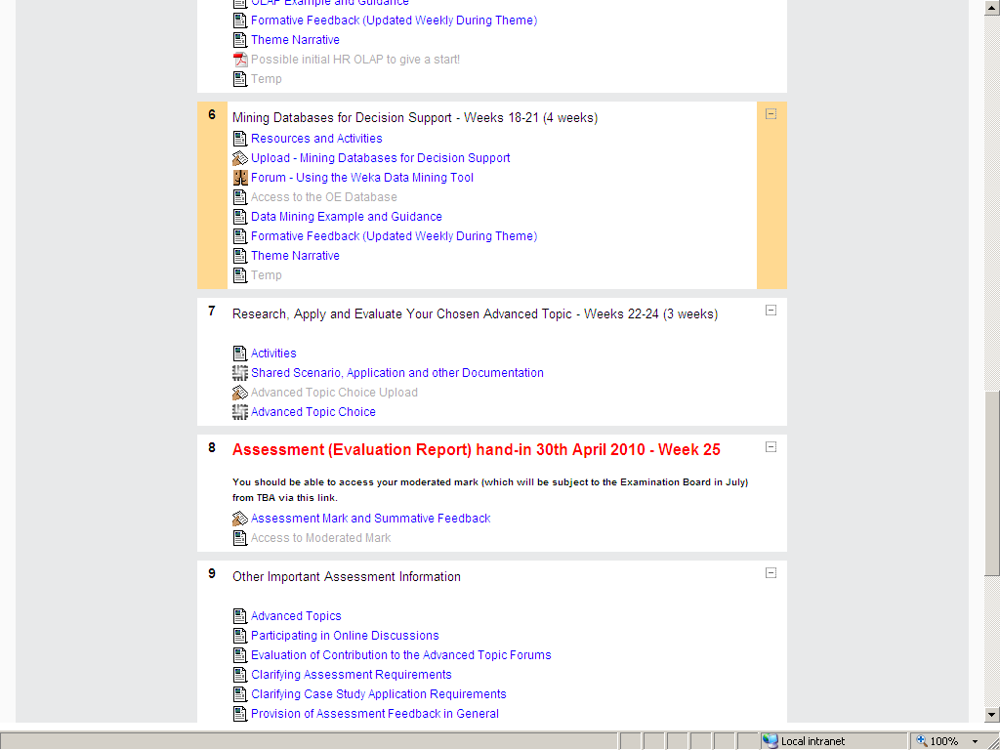 OLAP Example and Guidance
Formative Feedback (Updated Weekly During Theme)
Theme Narrative
Possible initial HR OLAP to give a start!
Temp
6
Mining Databases for Decision Support - Weeks 18-21 (4 weeks)
Resources and Activities
Upload - Mining Databases for Decision Support
Forum - Using the Weka Data Mining Tool
Access to the OE Database
Data Mining Example and Guidance
Formative Feedback (Updated Weekly During Theme)
Theme Narrative
Temp
7
Research, Apply and Evaluate Your Chosen Advanced Topic - Weeks 22-24 (3 weeks)
Activities
Shared Scenario, Application and other Documentation
Advanced Topic Choice Upload
Advanced Topic Choice
8
Assessment (Evaluation Report) hand-in 30th April 2010 - Week 25
You should be able to access your moderated mark (which will be subject to the Examination Board in July)
from TBA via this link.
Assessment Mark and Summative Feedback
Access to Moderated Mark
9
Other Important Assessment Information
Advanced Topics
Participating in Online Discussions
Evaluation of Contribution to the Advanced Topic Forums
Clarifying Assessment Requirements
Clarifying Case Study Application Requirements
Provision of Assessment Feedback in General
Local intranet
100%